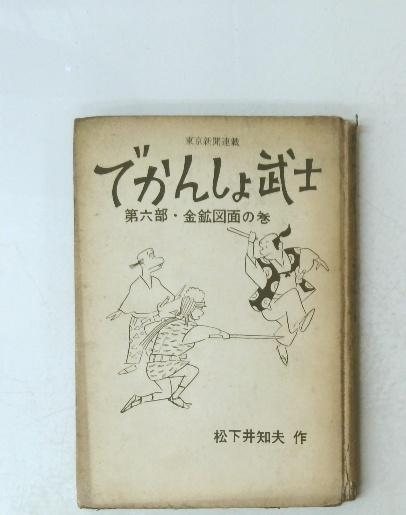 東京新聞連載
でかんしょ武士
第六部・金鉱図面の巻
松下井知夫 作